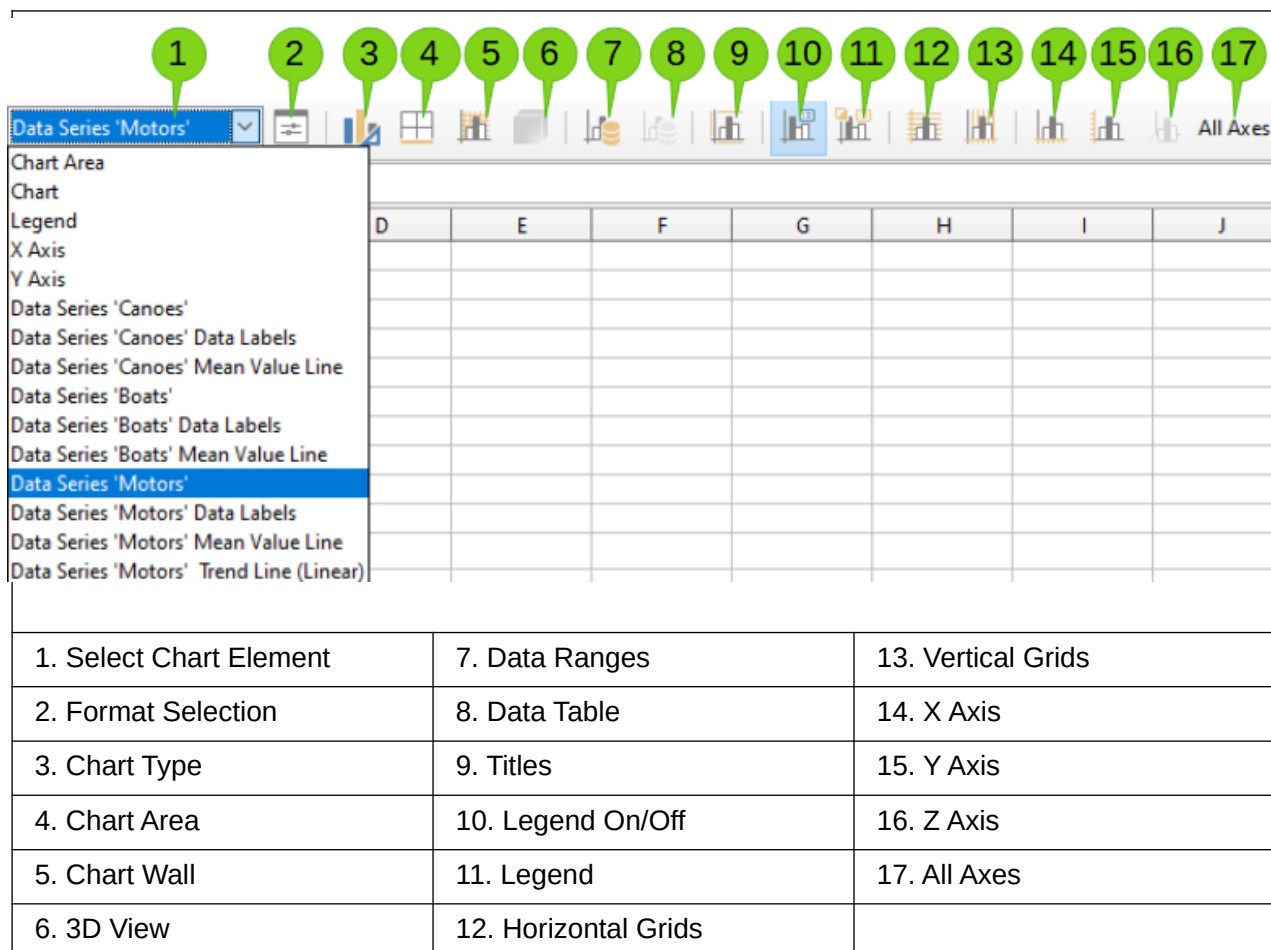 1 2 3 4 5 6 7 8 9 10 11 12 13 14 15 16 17
Data Series 'Motors' All Axes
Chart Area
Chart
Legend
X Axis
Y Axis
Data Series 'Canoes'
Data Series 'Canoes' Data Labels
Data Series 'Canoes' Mean Value Line
Data Series 'Boats'
Data Series 'Boats' Data Labels
Data Series 'Boats' Mean Value Line
Data Series 'Motors'
Data Series 'Motors' Data Labels
Data Series 'Motors' Mean Value Line
Data Series 'Motors'  Trend Line (Linear)
D E F G H I J
1. Select Chart Element 7. Data Ranges 13. Vertical Grids
2. Format Selection 8. Data Table 14. X Axis
3. Chart Type 9. Titles 15. Y Axis
4. Chart Area 10. Legend On/Off 16. Z Axis
5. Chart Wall 11. Legend 17. All Axes
6. 3D View 12. Horizontal Grids